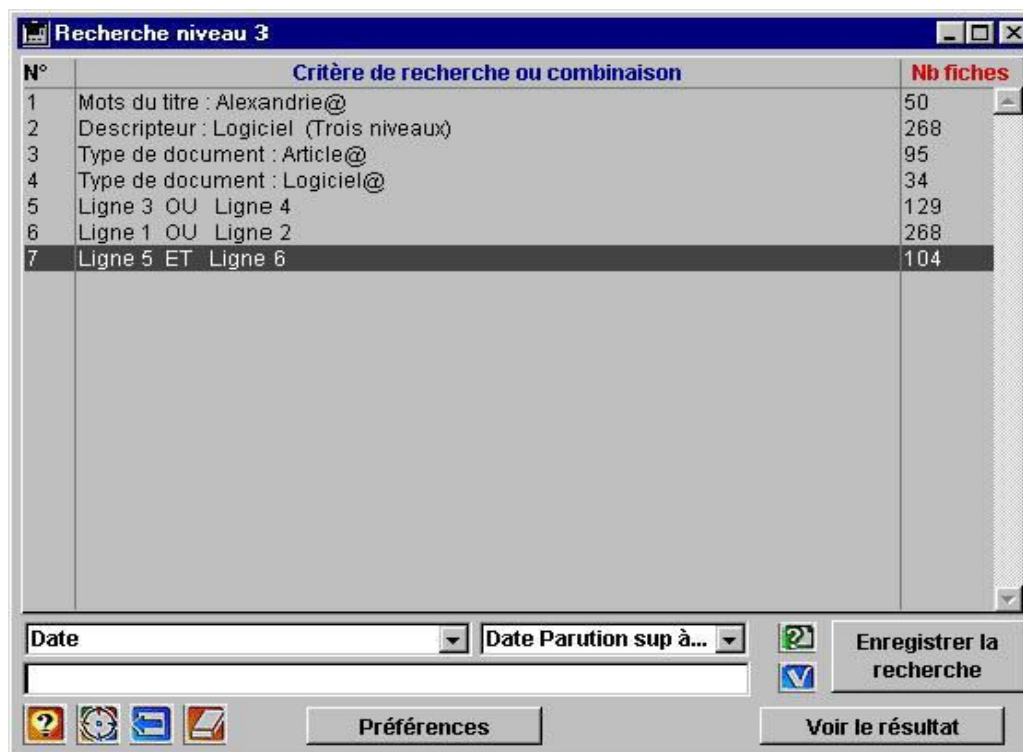 Recherche niveau 3
N° Critère de recherche ou combinaison Nb fiches
1 Mots du titre : Alexandrie@ 50
2 Descripteur : Logiciel (Trois niveaux) 268
3 Type de document : Article@ 95
4 Type de document : Logiciel@ 34
5 Ligne 3 OU Ligne 4 129
6 Ligne 1 OU Ligne 2 268
7 Ligne 5 ET Ligne 6 104
Date Date Parution sup à...
Enregistrer la
recherche
Préférences Voir le résultat